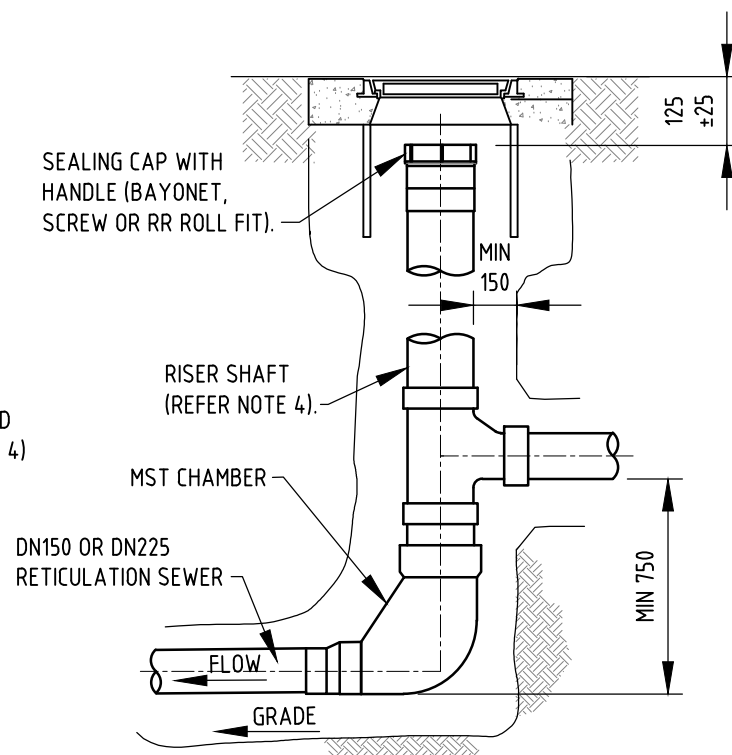 125
±25
SEALING CAP WITH
HANDLE (BAYONET,
SCREW OR RR ROLL FIT).
MIN
150
RISER SHAFT
(REFER NOTE 4).
D
4)
MST CHAMBER
DN150 OR DN225
RETICULATION SEWER
MIN 750
FLOW
GRADE